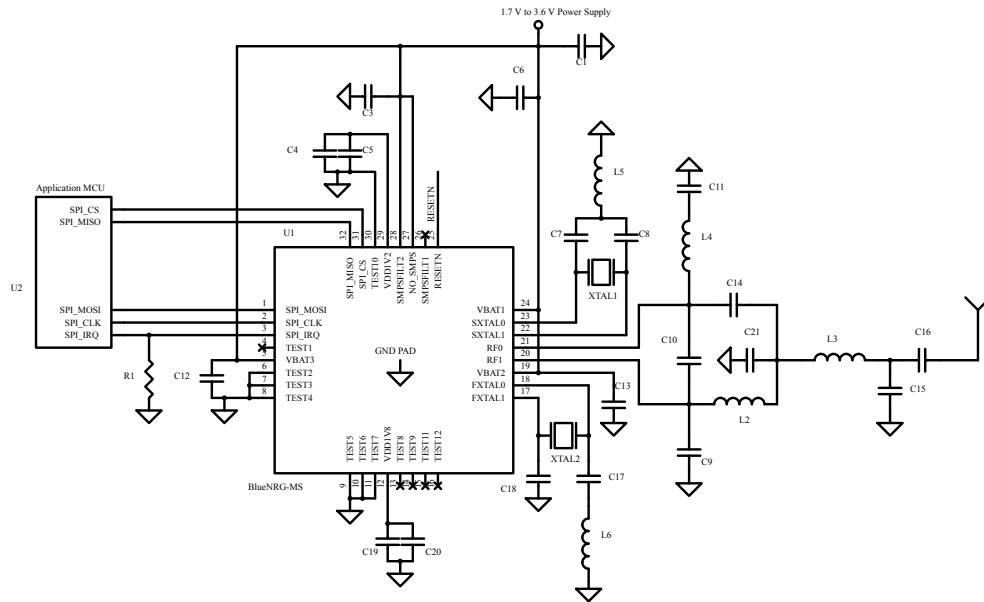 1.7 V to 3.6 V Power Supply
C1
C6
C3
C4
C5
L5
C11
Application MCU
SPI_CS
SPI_MISO
RESETN
U1
C7
C8
L4
32
31
30
29
28
27
26
25
SPI_MISO
SPI_CS
TEST10
VDD1V2
SMPSFILT2
NO_SMPS
SMPSFILT1
RESETN
XTAL1
C14
U2
SPI_MOSI
SPI_CLK
SPI_IRQ
1
2
3
4
5
6
7
8
SPI_MOSI
SPI_CLK
SPI_IRQ
TEST1
VBAT3
TEST2
TEST3
TEST4
GND PAD
VBAT1
SXTAL0
SXTAL1
RF0
RF1
VBAT2
FXTAL0
FXTAL1
24
23
22
21
20
19
18
17
C10
C21
L3
C16
R1
C12
C13
L2
C15
XTAL2
C9
TEST5
TEST6
TEST7
VDD1V8
TEST8
TEST9
TEST11
TEST12
9
10
11
12
13
BlueNRG-MS
C18
C17
C19
C20
L6